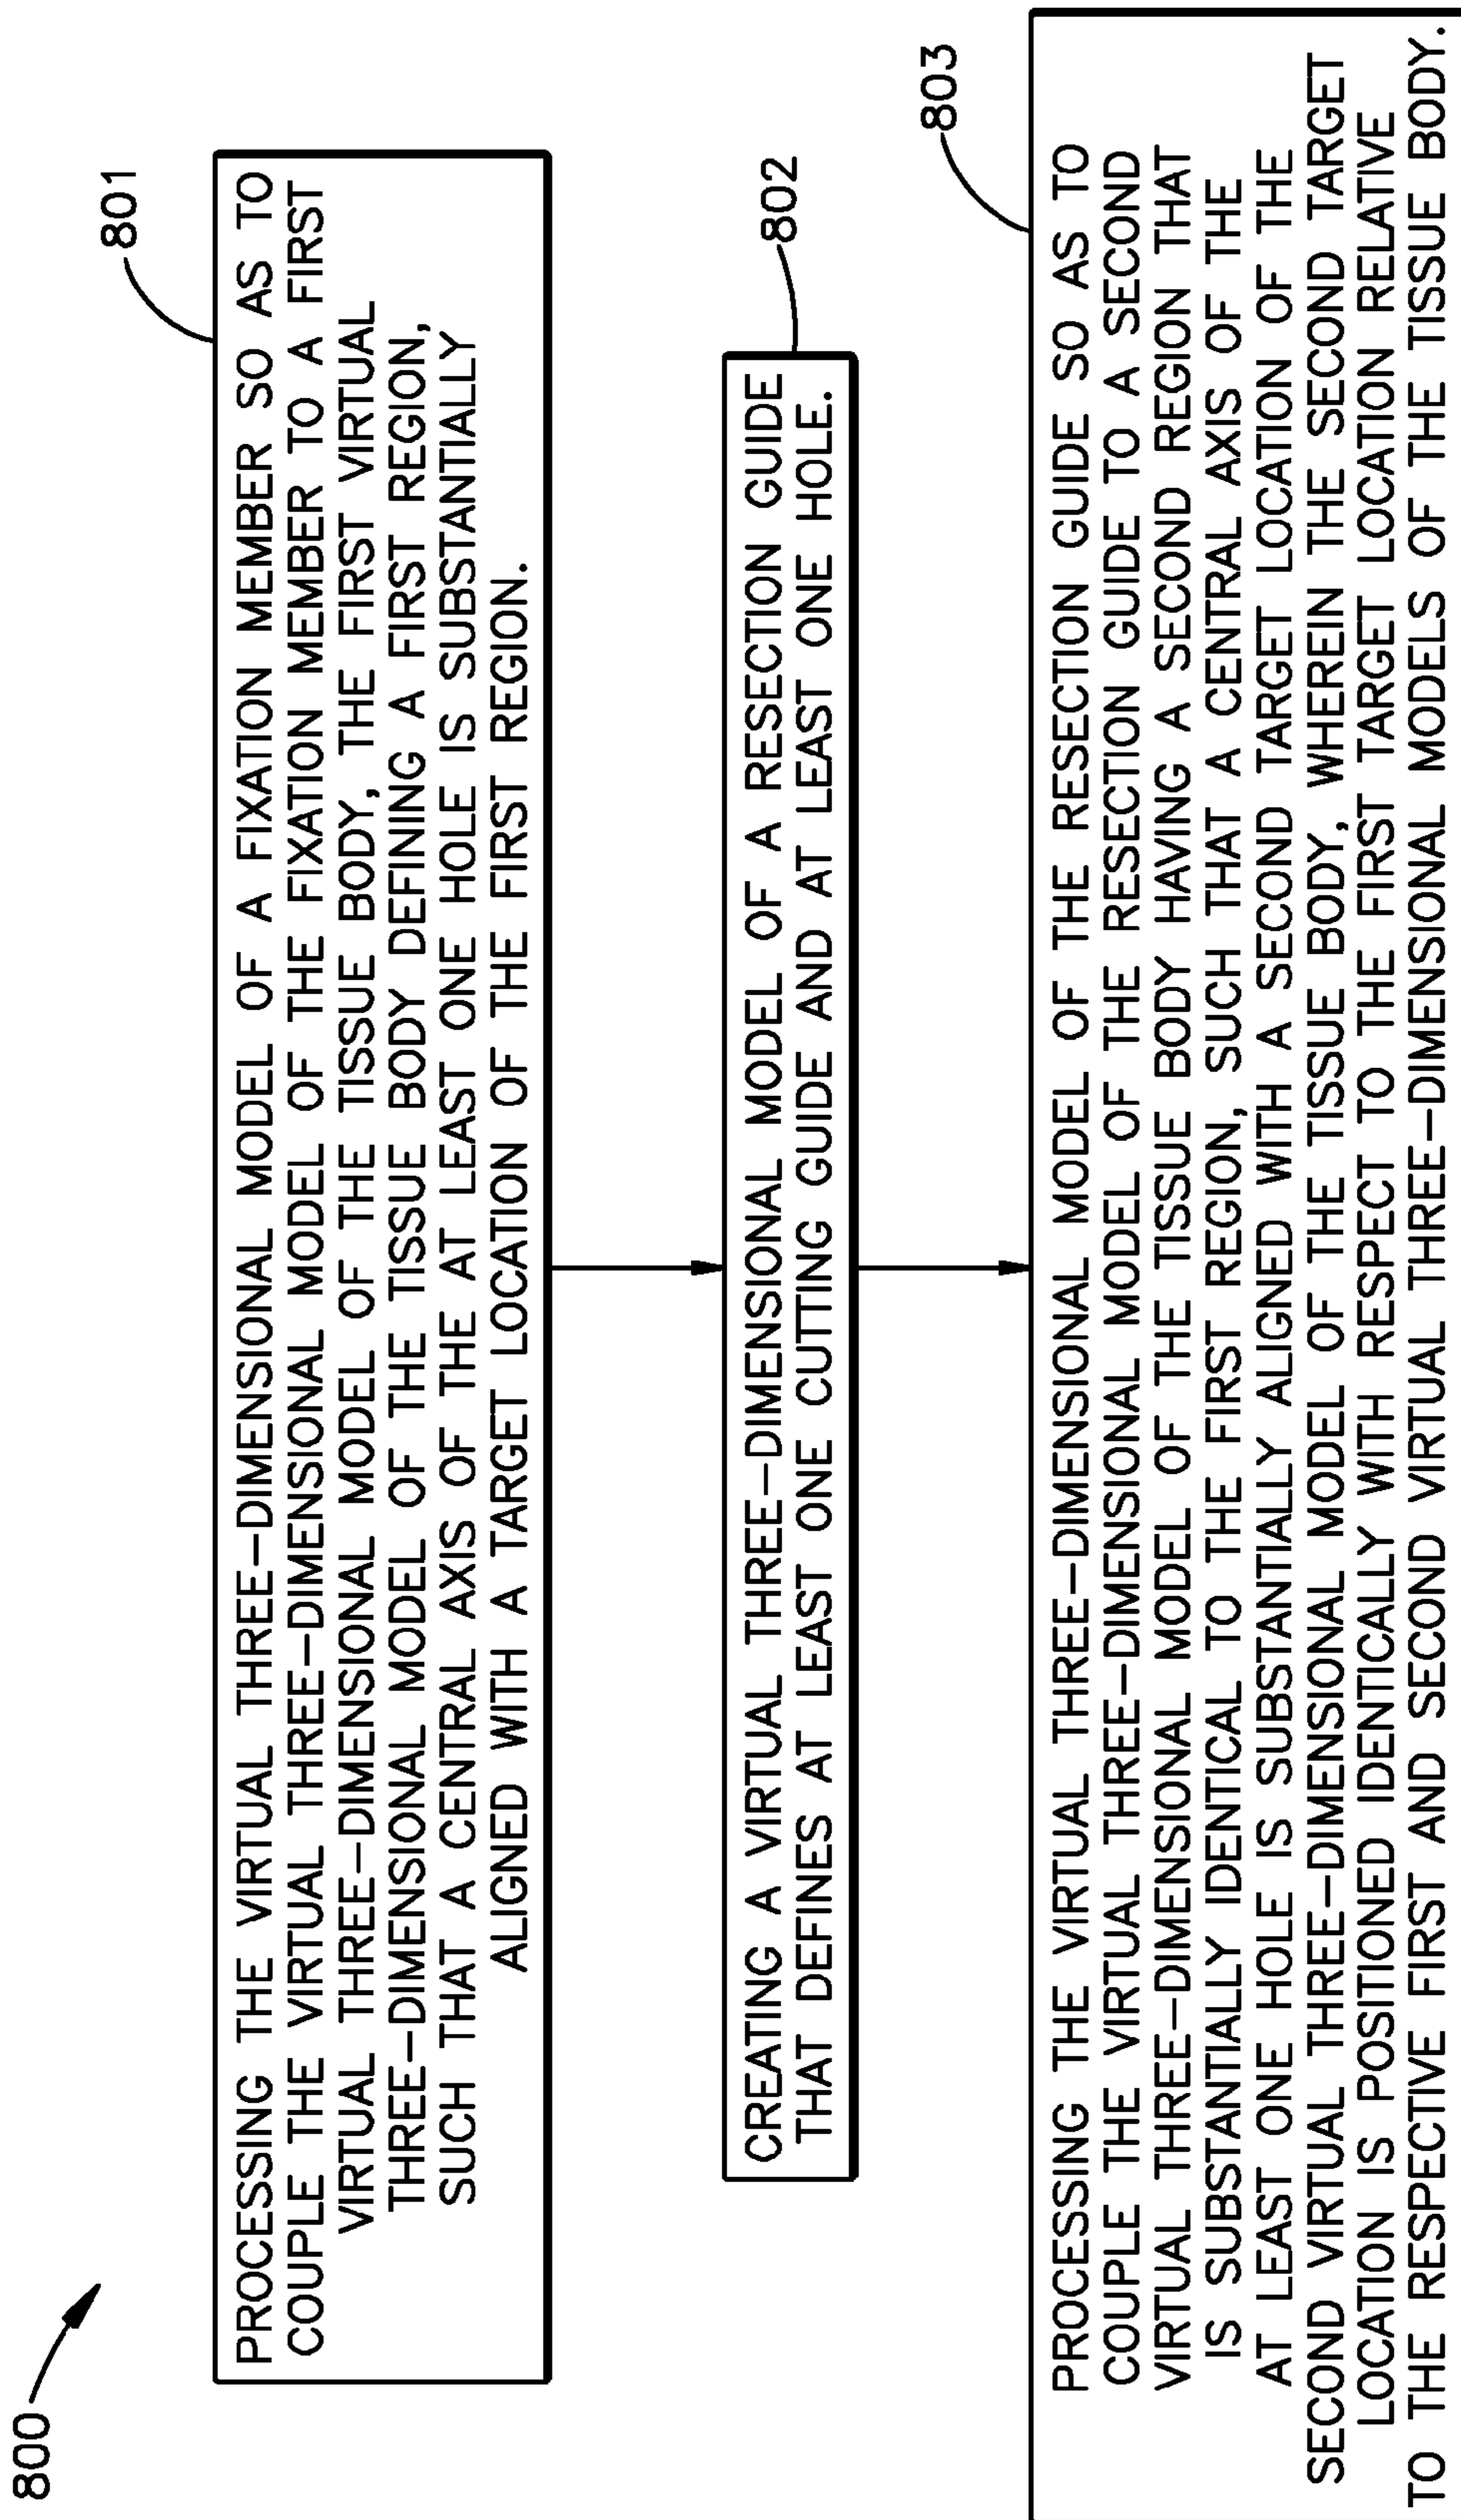 800
801
PROCESSING THE VIRTUAL THREE–DIMENSIONAL MODEL OF A FIXATION MEMBER SO AS TO
COUPLE THE VIRTUAL THREE–DIMENSIONAL MODEL OF THE FIXATION MEMBER TO A FIRST
VIRTUAL THREE–DIMENSIONAL MODEL OF THE TISSUE BODY, THE FIRST VIRTUAL
THREE–DIMENSIONAL MODEL OF THE TISSUE BODY DEFINING A FIRST REGION,
SUCH THAT A CENTRAL AXIS OF THE AT LEAST ONE HOLE IS SUBSTANTIALLY
ALIGNED WITH A TARGET LOCATION OF THE FIRST REGION.
802
CREATING A VIRTUAL THREE–DIMENSIONAL MODEL OF A RESECTION GUIDE
THAT DEFINES AT LEAST ONE CUTTING GUIDE AND AT LEAST ONE HOLE.
803
PROCESSING THE VIRTUAL THREE–DIMENSIONAL MODEL OF THE RESECTION GUIDE SO AS TO
COUPLE THE VIRTUAL THREE–DIMENSIONAL MODEL OF THE RESECTION GUIDE TO A SECOND
VIRTUAL THREE–DIMENSIONAL MODEL OF THE TISSUE BODY HAVING A SECOND REGION THAT
IS SUBSTANTIALLY IDENTICAL TO THE FIRST REGION, SUCH THAT A CENTRAL AXIS OF THE
AT LEAST ONE HOLE IS SUBSTANTIALLY ALIGNED WITH A SECOND TARGET LOCATION OF THE
SECOND VIRTUAL THREE–DIMENSIONAL MODEL OF THE TISSUE BODY, WHEREIN THE SECOND TARGET
LOCATION IS POSITIONED IDENTICALLY WITH RESPECT TO THE FIRST TARGET LOCATION RELATIVE
TO THE RESPECTIVE FIRST AND SECOND VIRTUAL THREE–DIMENSIONAL MODELS OF THE TISSUE BODY.